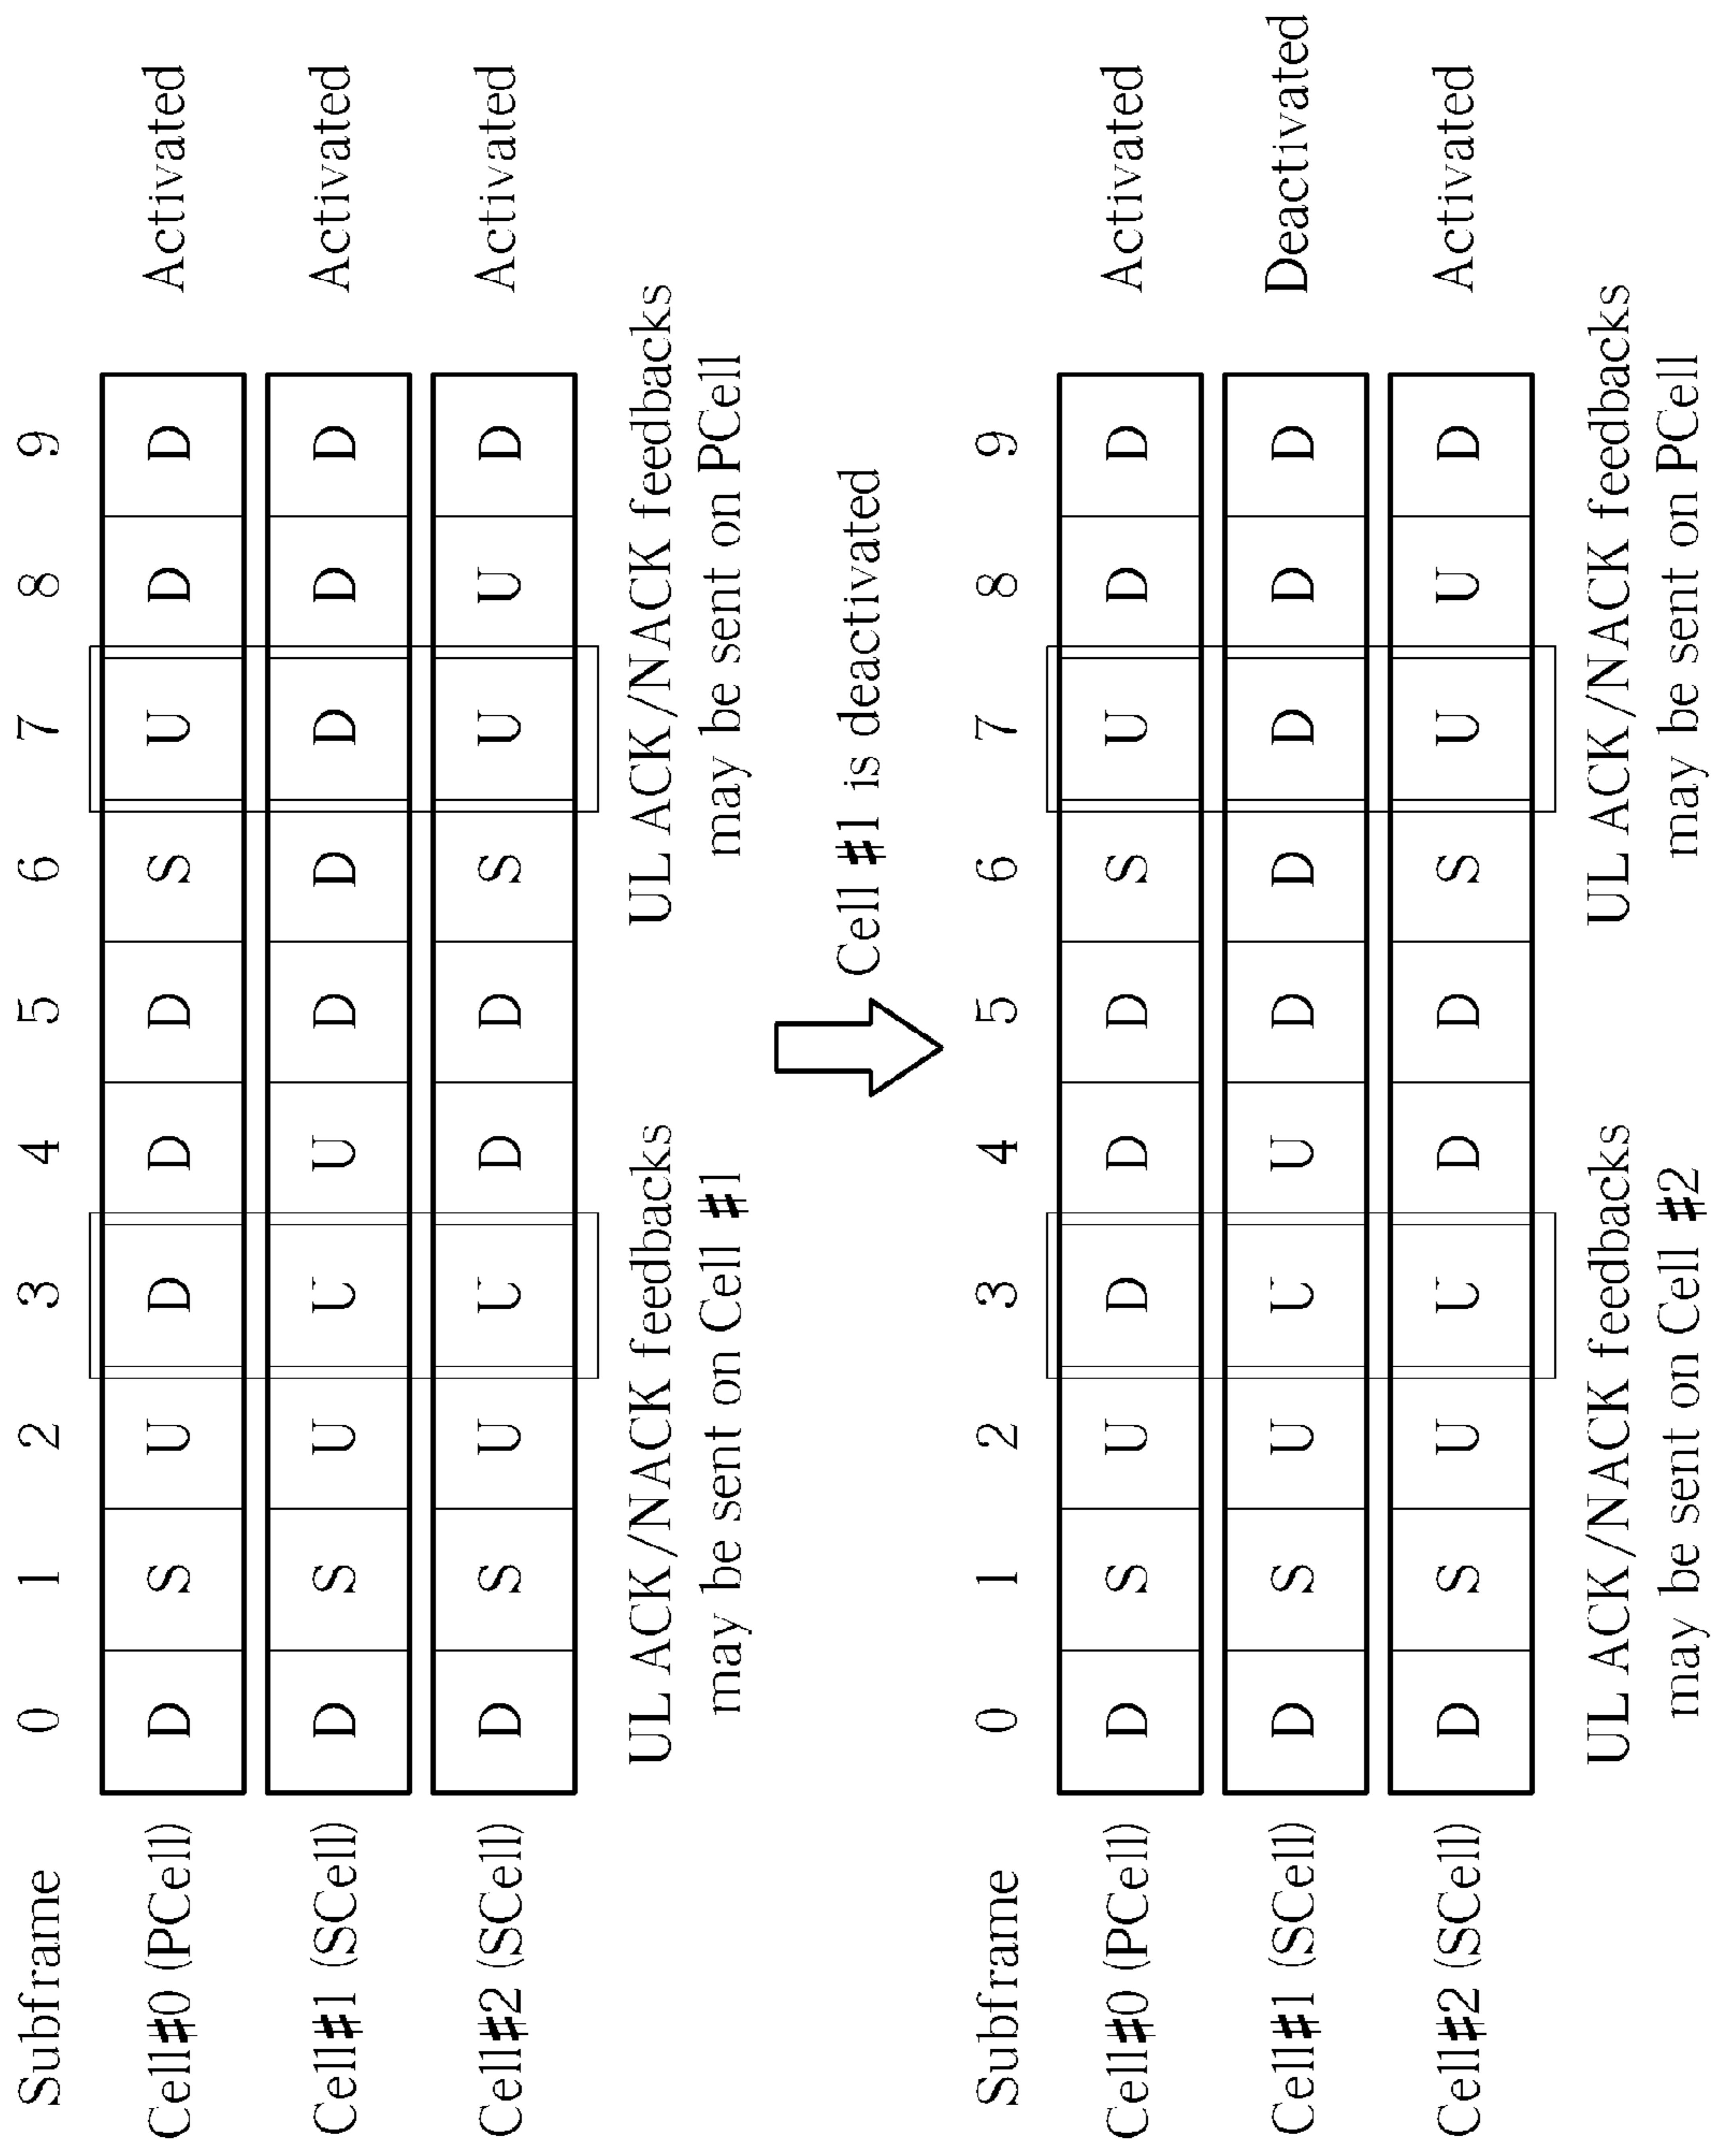 Subframe 0 1 2 3 4 5 6 7 8 9
Cell#0 (PCell) D S U D D D S U D D Activated
Cell#1 (SCell) D S U U U D D D D D Activated
Cell#2 (SCell) D S U U D D S U U D Activated
UL ACK/NACK feedbacks
may be sent on Cell #1
UL ACK/NACK feedbacks
may be sent on PCell
Cell #1 is deactivated
Subframe 0 1 2 3 4 5 6 7 8 9
Cell#0 (PCell) D S U D D D S U D D Activated
Cell#1 (SCell) D S U U U D D D D D Deactivated
Cell#2 (SCell) D S U U D D S U U D Activated
UL ACK/NACK feedbacks
may be sent on Cell #2
UL ACK/NACK feedbacks
may be sent on PCell